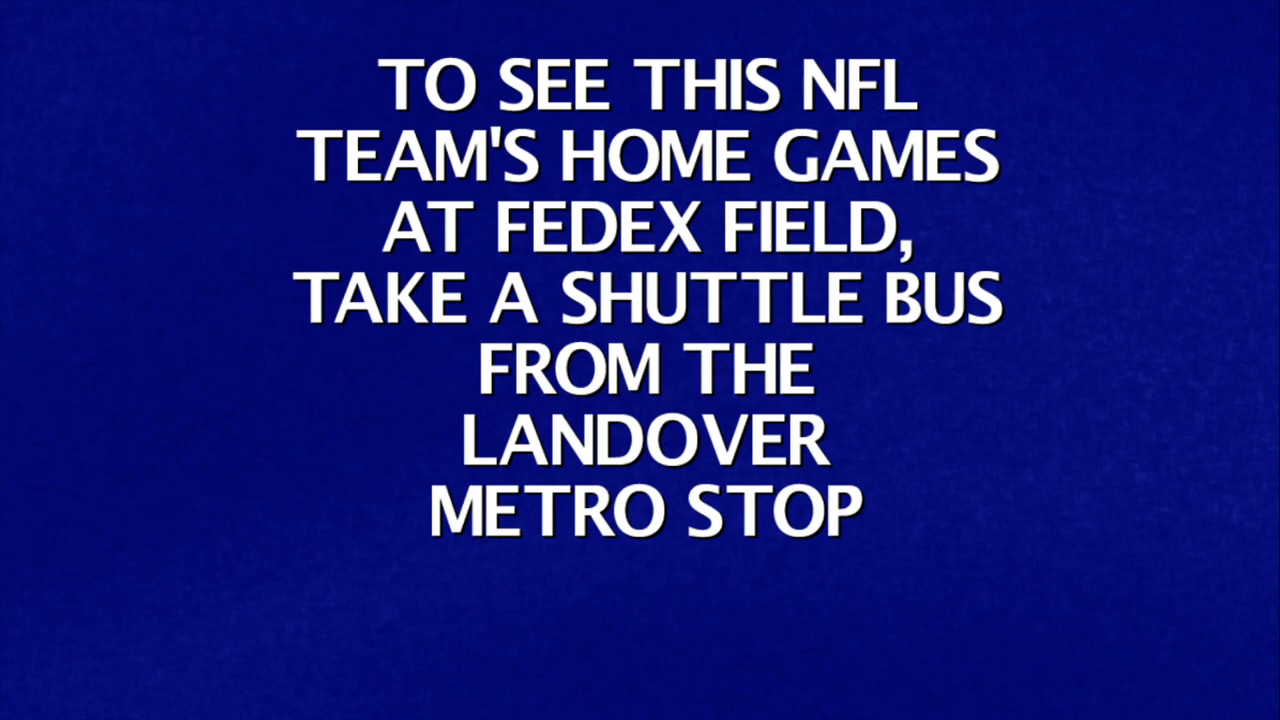 TO SEE THIS NFL
TEAM'S HOME GAMES
AT FEDEX FIELD,
TAKE A SHUTTLE BUS
FROM THE
LANDOVER
METRO STOP